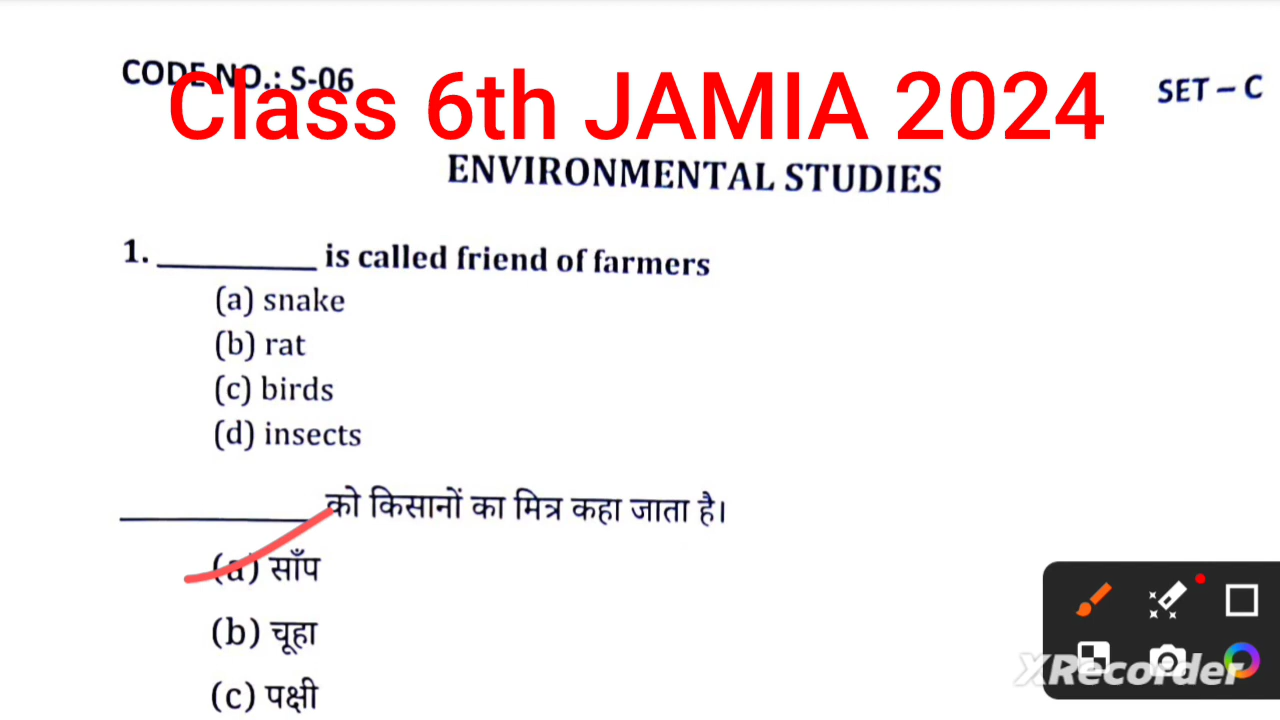 CODE NO.: S-06
SET – C
Class 6th JAMIA 2024
ENVIRONMENTAL STUDIES
1. __________ is called friend of farmers
(a) snake
(b) rat
(c) birds
(d) insects
____________ को किसानों का मित्र कहा जाता है।
(a) साँप
(b) चूहा
(c) पक्षी
XRecorder